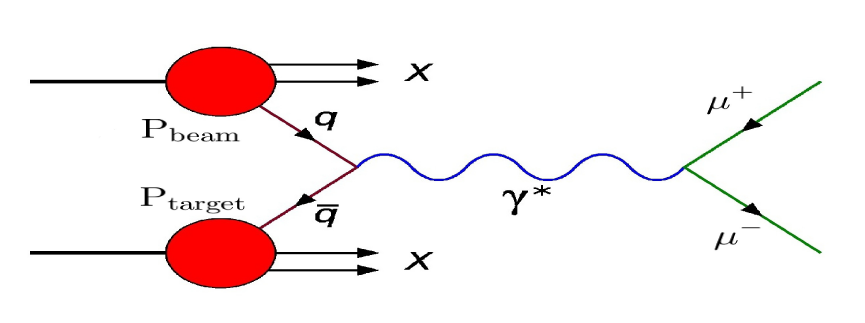 X
P_beam
q
μ⁺
P_target
q̅
γ*
μ⁻
X